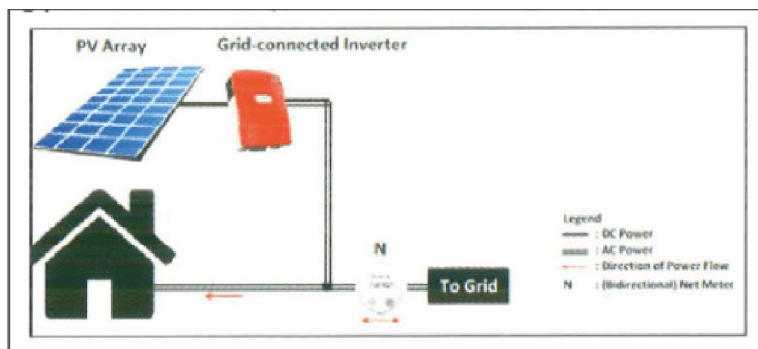 PV Array
Grid-connected Inverter
N
To Grid
Legend
: DC Power
: AC Power
: Direction of Power Flow
N : (Bidirectional) Net Meter